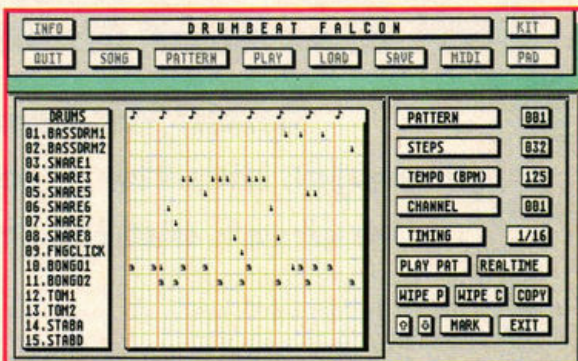 INFO
DRUMBEAT FALCON
KIT
QUIT
SONG
PATTERN
PLAY
LOAD
SAVE
MIDI
PAD
DRUMS
01.BASSDRM1
02.BASSDRM2
03.SNARE1
04.SNARE3
05.SNARE5
06.SNARE6
07.SNARE7
08.SNARE8
09.FNGCLICK
10.BONGO1
11.BONGO2
12.TOM1
13.TOM2
14.STABA
15.STABD
PATTERN 001
STEPS 032
TEMPO (BPM) 125
CHANNEL 001
TIMING 1/16
PLAY PAT REALTIME
WIPE P WIPE C COPY
MARK EXIT